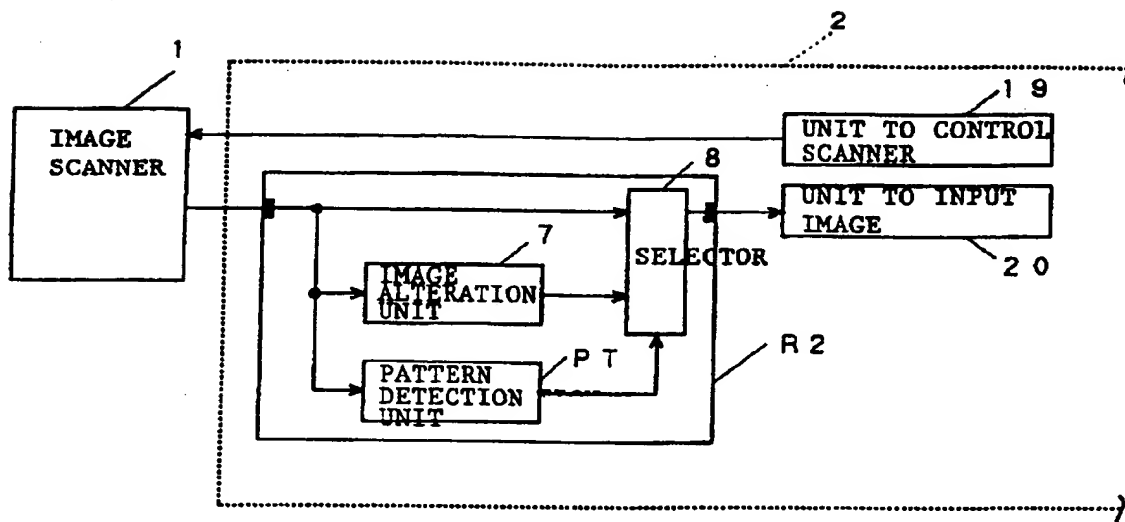 2
1
19
IMAGE
SCANNER
UNIT TO CONTROL
SCANNER
8
UNIT TO INPUT
IMAGE
20
7
SELECTOR
IMAGE
ALTERATION
UNIT
R2
PT
PATTERN
DETECTION
UNIT